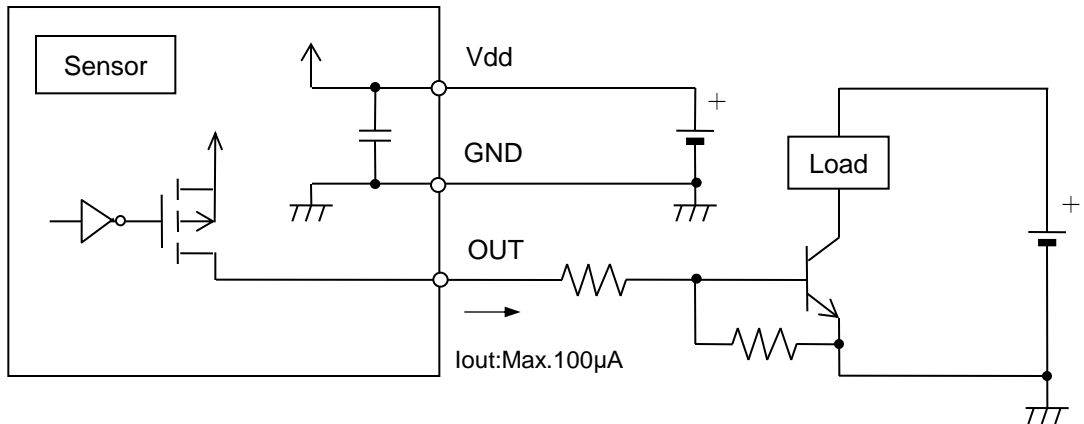 Sensor
Vdd
+
GND
Load
+
OUT
Iout:Max.100µA